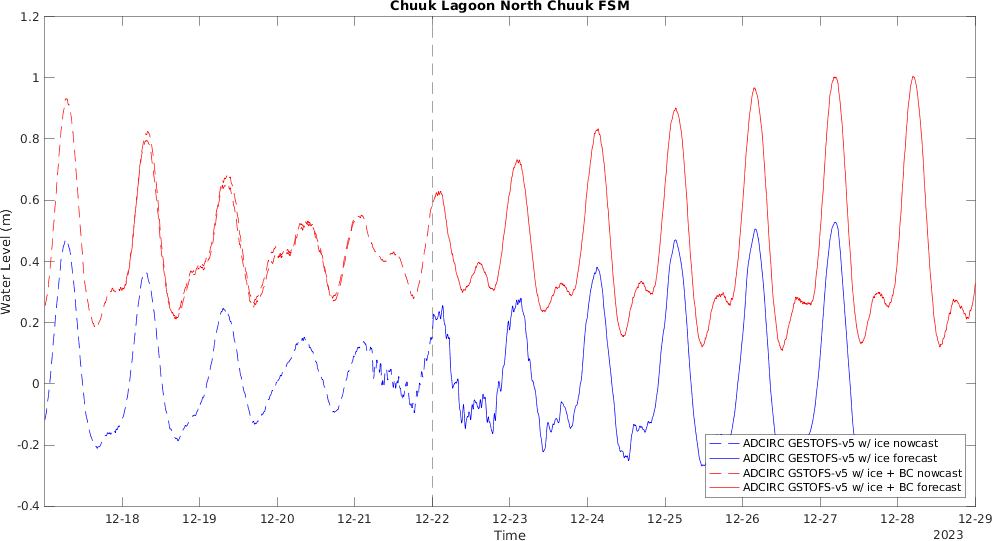 Chuuk Lagoon North Chuuk FSM
1.2
1
0.8
0.6
0.4
0.2
0
-0.2
-0.4
Water Level (m)
ADCIRC GESTOFS-v5 w/ ice nowcast
ADCIRC GESTOFS-v5 w/ ice forecast
ADCIRC GSTOFS-v5 w/ ice + BC nowcast
ADCIRC GSTOFS-v5 w/ ice + BC forecast
12-18 12-19 12-20 12-21 12-22 12-23 12-24 12-25 12-26 12-27 12-28 12-29
Time
2023